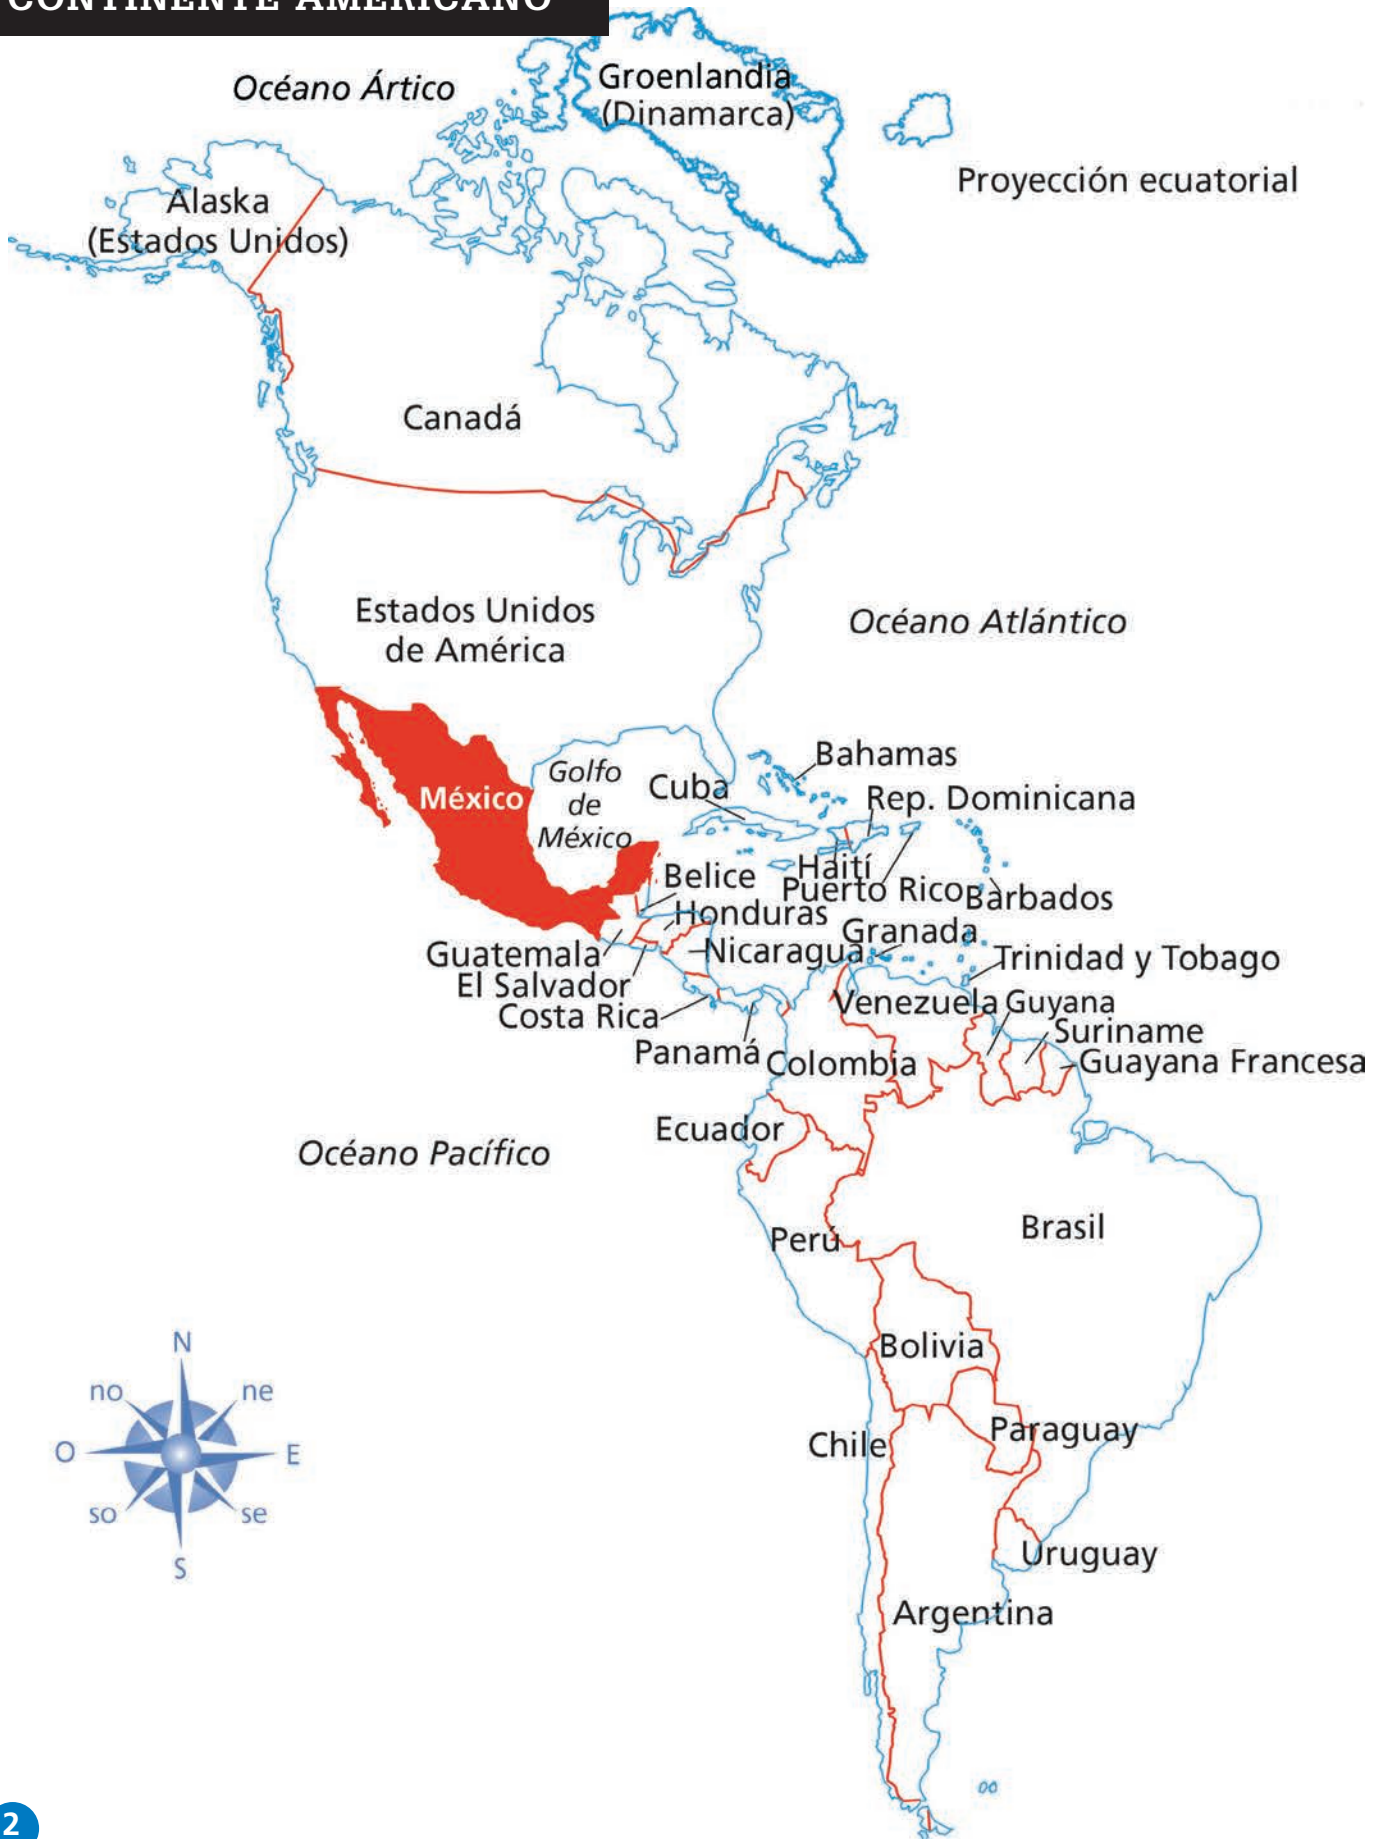 CONTINENTE AMERICANO
Océano Ártico
Groenlandia
(Dinamarca)
Proyección ecuatorial
Alaska
(Estados Unidos)
Canadá
Estados Unidos
de América
Océano Atlántico
México
Golfo
de
México
Bahamas
Cuba
Rep. Dominicana
Haití
Puerto Rico
Barbados
Belice
Honduras
Granada
Guatemala
Nicaragua
Trinidad y Tobago
El Salvador
Costa Rica
Venezuela
Guyana
Suriname
Panamá
Colombia
Guayana Francesa
Ecuador
Océano Pacífico
Brasil
Perú
Bolivia
Paraguay
Chile
Uruguay
Argentina
N
no
ne
O
E
so
se
S
2